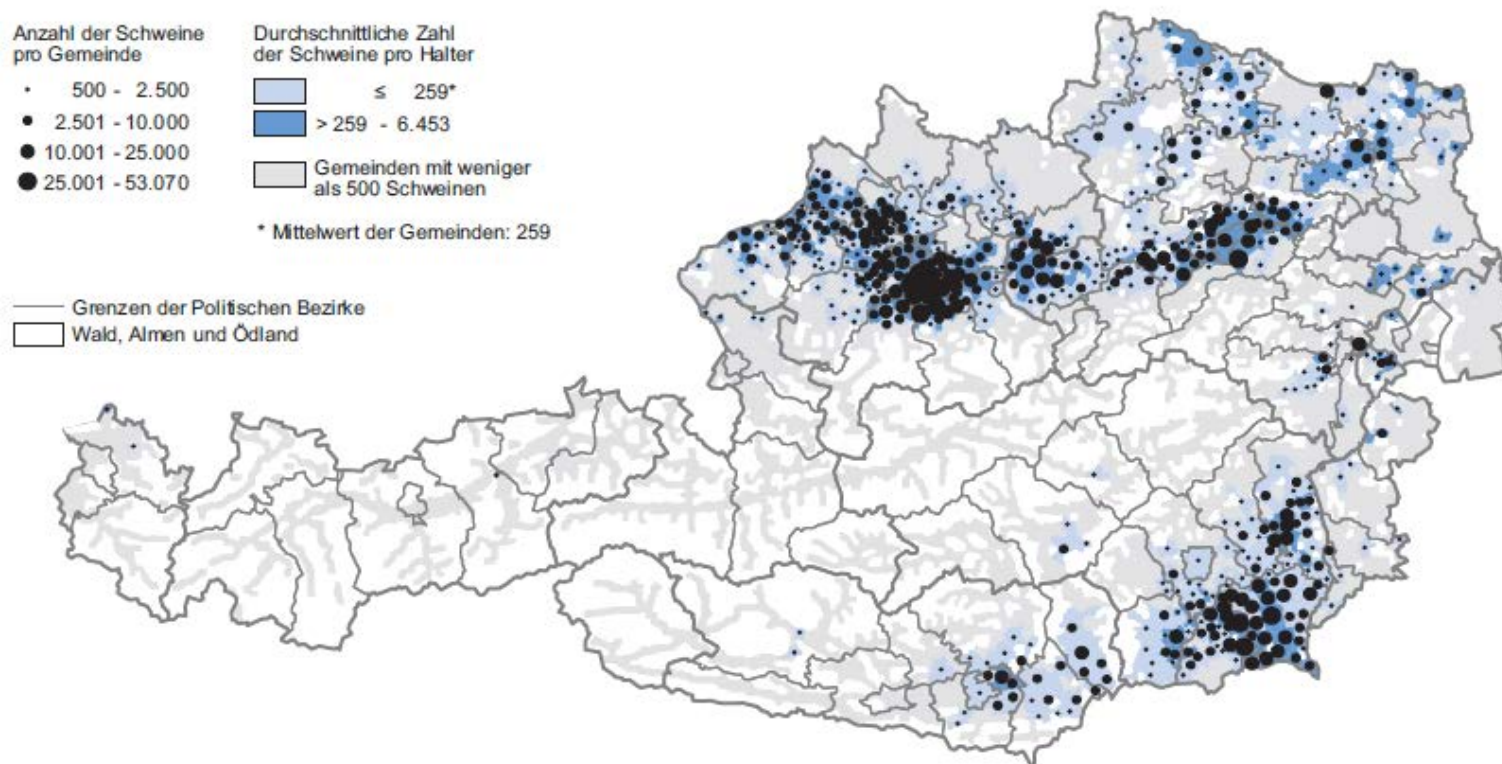 Anzahl der Schweine
pro Gemeinde
500 - 2.500
2.501 - 10.000
10.001 - 25.000
25.001 - 53.070
Durchschnittliche Zahl
der Schweine pro Halter
≤ 259*
> 259 - 6.453
Gemeinden mit weniger
als 500 Schweinen
* Mittelwert der Gemeinden: 259
Grenzen der Politischen Bezirke
Wald, Almen und Ödland